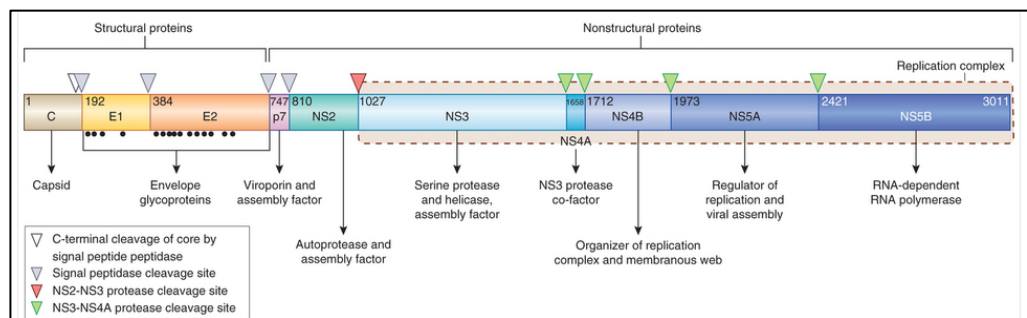 Structural proteins
Nonstructural proteins
Replication complex
1 192 384 747 810 1027 1658 1712 1973 2421 3011
C E1 E2 p7 NS2 NS3 NS4B NS5A NS5B
NS4A
Capsid
Envelope
glycoproteins
Viroporin and
assembly factor
Autoprotease and
assembly factor
Serine protease
and helicase,
assembly factor
NS3 protease
co-factor
Organizer of replication
complex and membranous web
Regulator of
replication and
viral assembly
RNA-dependent
RNA polymerase
C-terminal cleavage of core by
signal peptide peptidase
Signal peptidase cleavage site
NS2-NS3 protease cleavage site
NS3-NS4A protease cleavage site